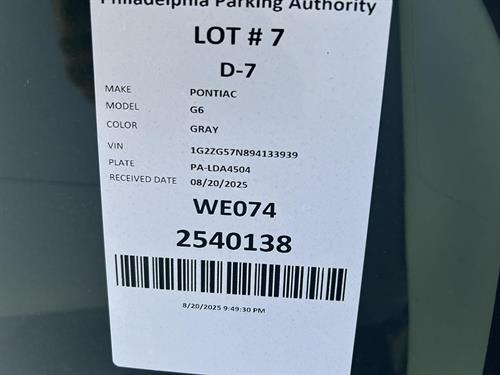 Philadelphia Parking Authority
LOT # 7
D-7
MAKE PONTIAC
MODEL G6
COLOR GRAY
VIN 1G2ZG57N894133939
PLATE PA-LDA4504
RECEIVED DATE 08/20/2025
WE074
2540138
8/20/2025 9:49:30 PM